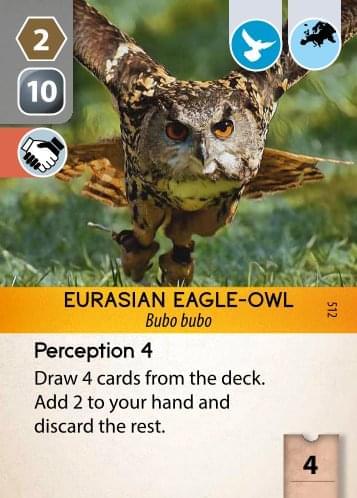 2
10
EURASIAN EAGLE-OWL
Bubo bubo
512
Perception 4
Draw 4 cards from the deck.
Add 2 to your hand and
discard the rest.
4